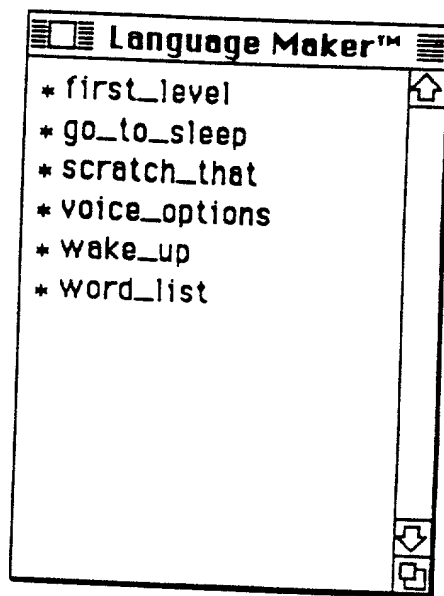 Language Maker™
* first_level
* go_to_sleep
* scratch_that
* voice_options
* wake_up
* word_list